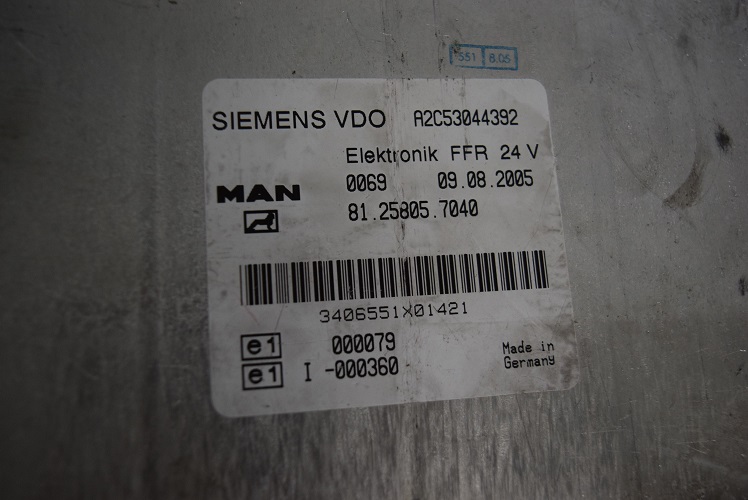 551 8.05
SIEMENS VDO A2C53044392
Elektronik FFR 24 V
MAN 0069 09.08.2005
81.25805.7040
3406551X01421
e1 000079
e1 I -000360
Made in
Germany